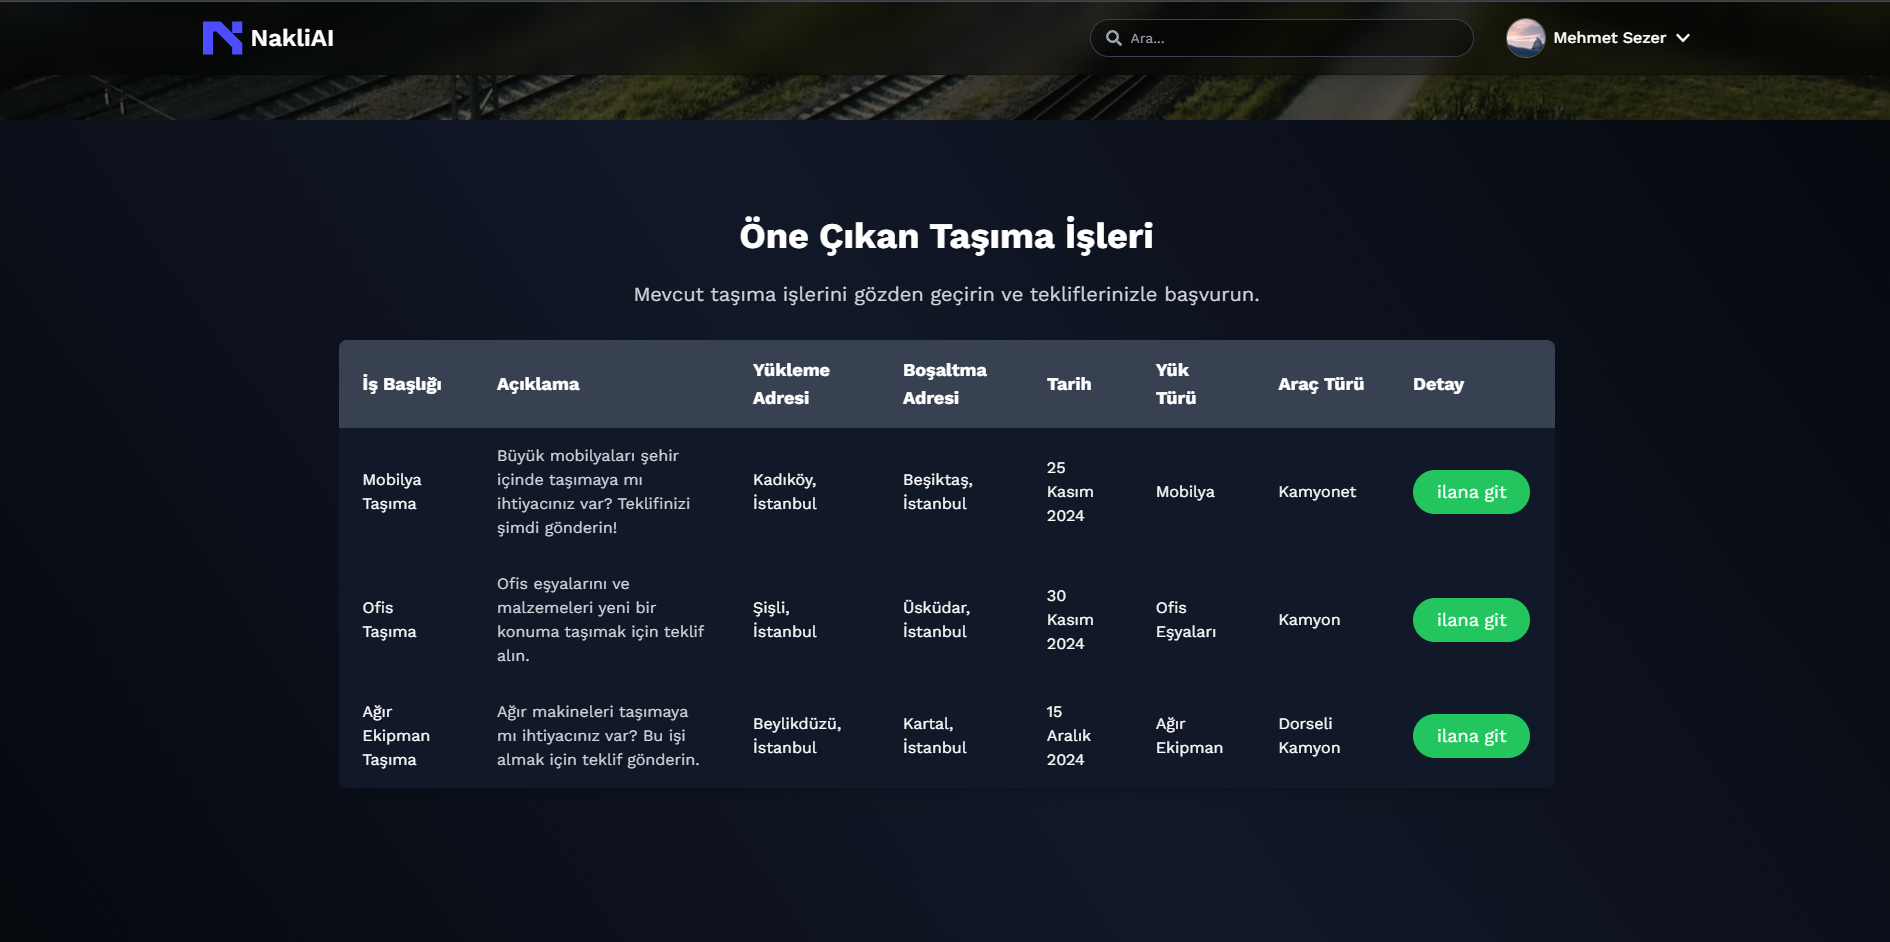 NakliAI
Ara...
Mehmet Sezer
Öne Çıkan Taşıma İşleri
Mevcut taşıma işlerini gözden geçirin ve tekliflerinizle başvurun.
İş Başlığı
Açıklama
Yükleme
Adresi
Boşaltma
Adresi
Tarih
Yük
Türü
Araç Türü
Detay
Mobilya
Taşıma
Büyük mobilyaları şehir
içinde taşımaya mı
ihtiyacınız var? Teklifinizi
şimdi gönderin!
Kadıköy,
İstanbul
Beşiktaş,
İstanbul
25
Kasım
2024
Mobilya
Kamyonet
ilana git
Ofis
Taşıma
Ofis eşyalarını ve
malzemeleri yeni bir
konuma taşımak için teklif
alın.
Şişli,
İstanbul
Üsküdar,
İstanbul
30
Kasım
2024
Ofis
Eşyaları
Kamyon
ilana git
Ağır
Ekipman
Taşıma
Ağır makineleri taşımaya
mı ihtiyacınız var? Bu işi
almak için teklif gönderin.
Beylikdüzü,
İstanbul
Kartal,
İstanbul
15
Aralık
2024
Ağır
Ekipman
Dorseli
Kamyon
ilana git